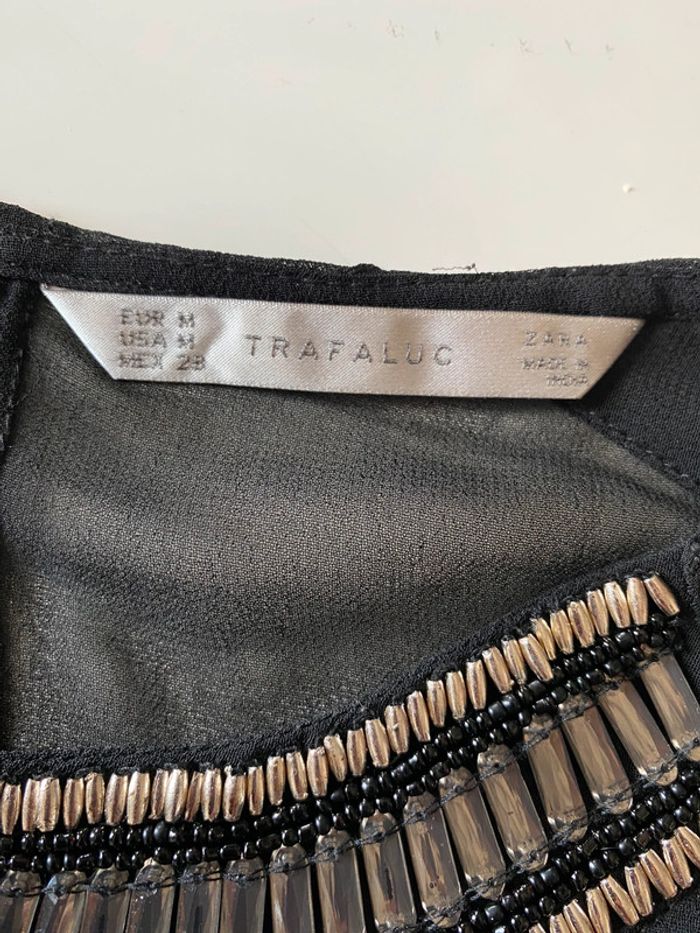 EUR M
USA M
MEX 28
TRAFALUC
ZARA
MADE IN
INDIA